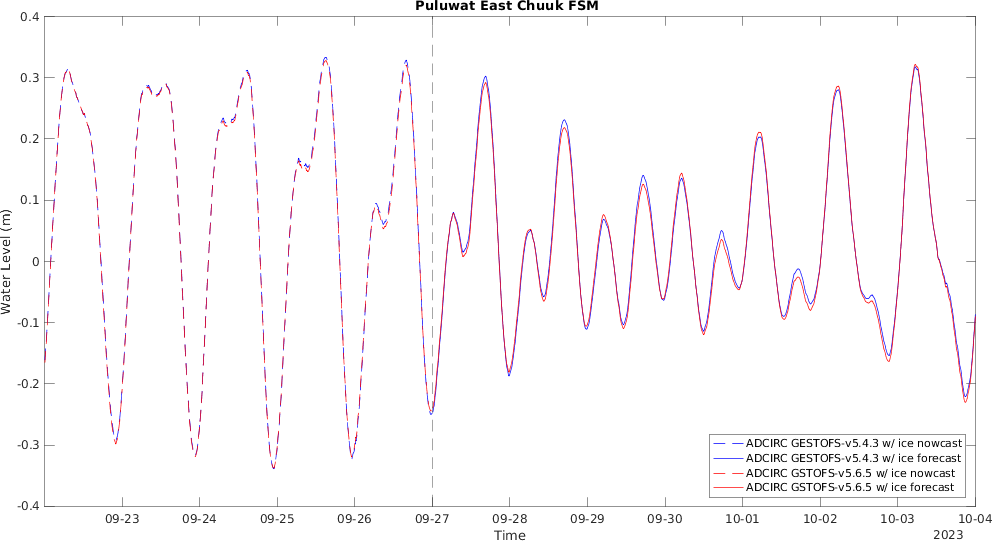 Puluwat East Chuuk FSM
0.4
0.3
0.2
0.1
0
-0.1
-0.2
-0.3
-0.4
Water Level (m)
ADCIRC GESTOFS-v5.4.3 w/ ice nowcast
ADCIRC GESTOFS-v5.4.3 w/ ice forecast
ADCIRC GSTOFS-v5.6.5 w/ ice nowcast
ADCIRC GSTOFS-v5.6.5 w/ ice forecast
09-23 09-24 09-25 09-26 09-27 09-28 09-29 09-30 10-01 10-02 10-03 10-04
Time 2023